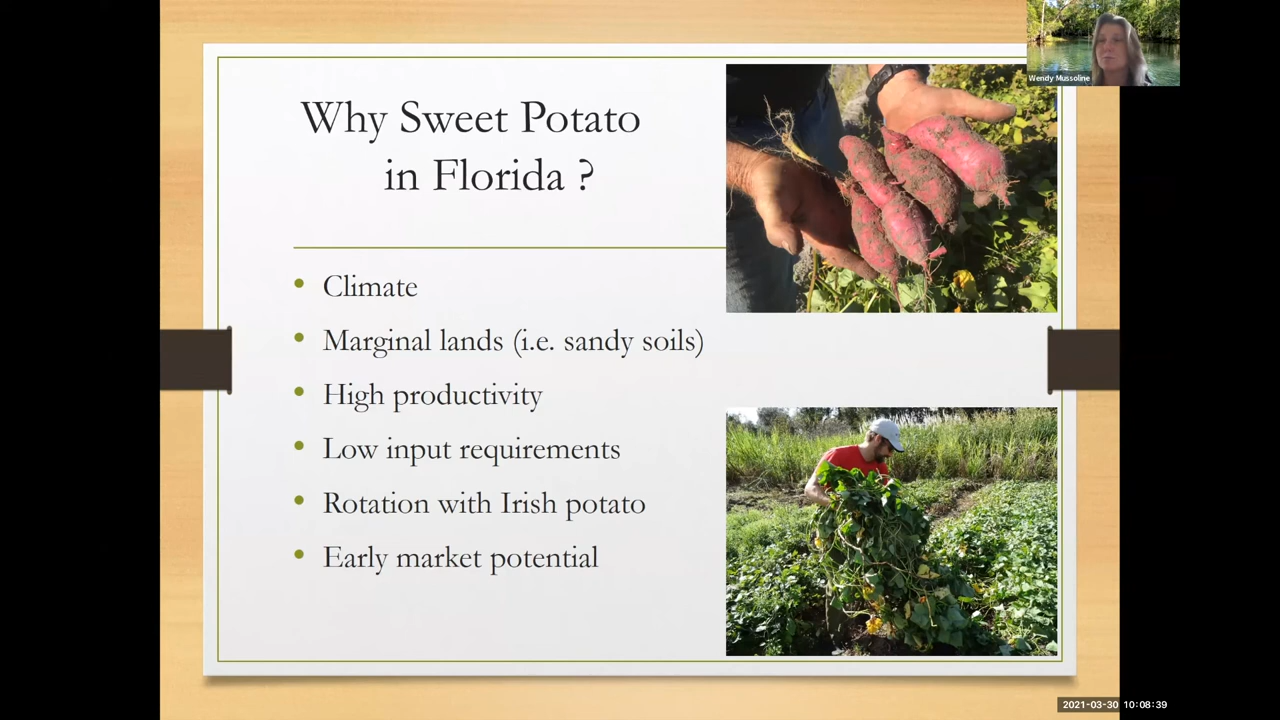 Wendy Mussoline
Why Sweet Potato
in Florida ?
Climate
Marginal lands (i.e. sandy soils)
High productivity
Low input requirements
Rotation with Irish potato
Early market potential
2021-03-30 10:08:39